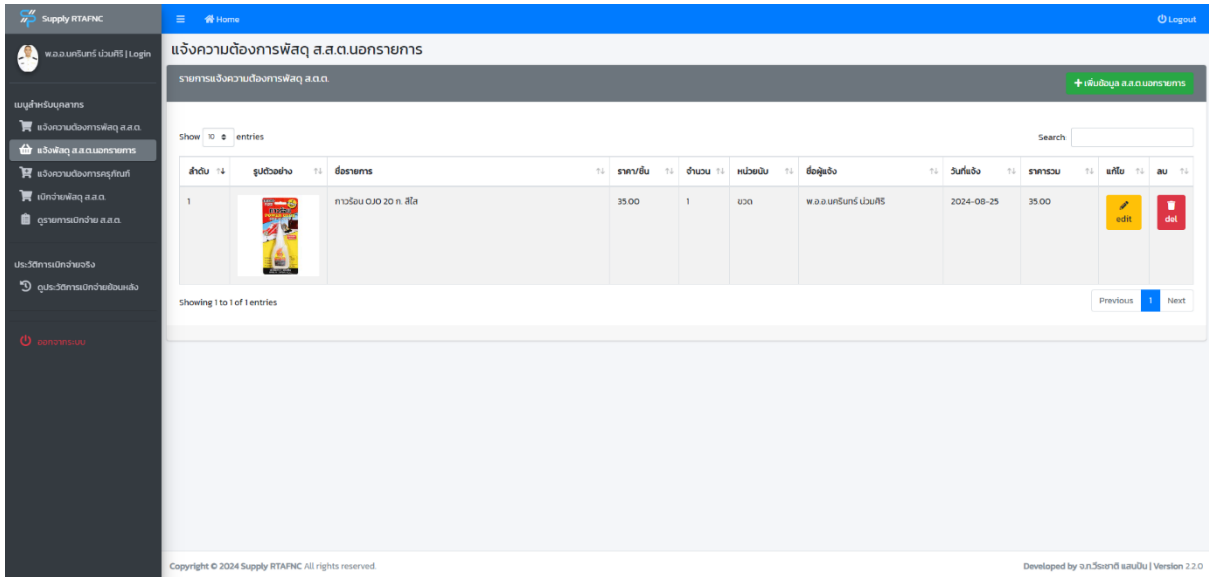 Supply RTAFNC
Home
Logout
พ.อ.อ.นครินทร์ น่วมศิริ | Login
แจ้งความต้องการพัสดุ ส.ส.ต.นอกรายการ
รายการแจ้งความต้องการพัสดุ ส.ต.ต.
เพิ่มข้อมูล ส.ส.ต.นอกรายการ
เมนูสำหรับบุคลากร
แจ้งความต้องการพัสดุ ส.ส.ต.
แจ้งพัสดุ ส.ส.ต.นอกรายการ
แจ้งความต้องการครุภัณฑ์
เบิกจ่ายพัสดุ ส.ส.ต.
ดูรายการเบิกจ่าย ส.ส.ต.
ประวัติการเบิกจ่ายจริง
ดูประวัติการเบิกจ่ายย้อนหลัง
ออกจากระบบ
Show 10 entries
Search:
ลำดับ รูปตัวอย่าง ชื่อรายการ ราคา/ชิ้น จำนวน หน่วยนับ ชื่อผู้แจ้ง วันที่แจ้ง ราคารวม แก้ไข ลบ
1 กาวร้อน OJO 20 ก. สีใส 35.00 1 ขวด พ.อ.อ.นครินทร์ น่วมศิริ 2024-08-25 35.00 edit del
Showing 1 to 1 of 1 entries
Previous 1 Next
Copyright © 2024 Supply RTAFNC All rights reserved.
Developed by จ.ท.วีระชาติ แสบปืน | Version 2.2.0